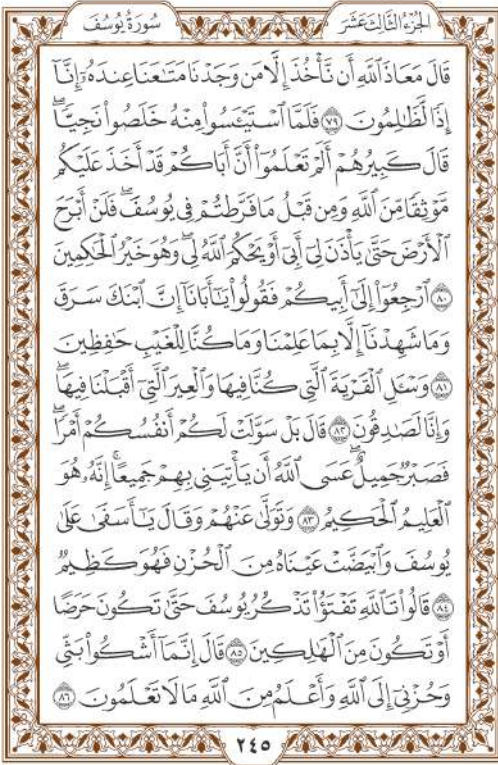 الجزء الثالث عشر
سورة يوسف
قَالَ مَعَاذَ ٱللَّهِ أَن نَّأۡخُذَ إِلَّا مَن وَجَدۡنَا مَتَٰعَنَا عِندَهُۥٓ إِنَّآ
إِذٗا لَّظَٰلِمُونَ ٧٩ فَلَمَّا ٱسۡتَيۡـَٔسُواْ مِنۡهُ خَلَصُواْ نَجِيّٗاۖ
قَالَ كَبِيرُهُمۡ أَلَمۡ تَعۡلَمُوٓاْ أَنَّ أَبَاكُمۡ قَدۡ أَخَذَ عَلَيۡكُم
مَّوۡثِقٗا مِّنَ ٱللَّهِ وَمِن قَبۡلُ مَا فَرَّطتُمۡ فِي يُوسُفَۖ فَلَنۡ أَبۡرَحَ
ٱلۡأَرۡضَ حَتَّىٰ يَأۡذَنَ لِيٓ أَبِيٓ أَوۡ يَحۡكُمَ ٱللَّهُ لِيۖ وَهُوَ خَيۡرُ ٱلۡحَٰكِمِينَ
٨٠ ٱرۡجِعُوٓاْ إِلَىٰٓ أَبِيكُمۡ فَقُولُواْ يَٰٓأَبَانَآ إِنَّ ٱبۡنَكَ سَرَقَ
وَمَا شَهِدۡنَآ إِلَّا بِمَا عَلِمۡنَا وَمَا كُنَّا لِلۡغَيۡبِ حَٰفِظِينَ
٨١ وَسۡـَٔلِ ٱلۡقَرۡيَةَ ٱلَّتِي كُنَّا فِيهَا وَٱلۡعِيرَ ٱلَّتِيٓ أَقۡبَلۡنَا فِيهَاۖ
وَإِنَّا لَصَٰدِقُونَ ٨٢ قَالَ بَلۡ سَوَّلَتۡ لَكُمۡ أَنفُسُكُمۡ أَمۡرٗاۖ
فَصَبۡرٞ جَمِيلٌۖ عَسَى ٱللَّهُ أَن يَأۡتِيَنِي بِهِمۡ جَمِيعًاۚ إِنَّهُۥ هُوَ
ٱلۡعَلِيمُ ٱلۡحَكِيمُ ٨٣ وَتَوَلَّىٰ عَنۡهُمۡ وَقَالَ يَٰٓأَسَفَىٰ عَلَىٰ
يُوسُفَ وَٱبۡيَضَّتۡ عَيۡنَاهُ مِنَ ٱلۡحُزۡنِ فَهُوَ كَظِيمٞ
٨٤ قَالُواْ تَٱللَّهِ تَفۡتَؤُاْ تَذۡكُرُ يُوسُفَ حَتَّىٰ تَكُونَ حَرَضًا
أَوۡ تَكُونَ مِنَ ٱلۡهَٰلِكِينَ ٨٥ قَالَ إِنَّمَآ أَشۡكُواْ بَثِّي
وَحُزۡنِيٓ إِلَى ٱللَّهِ وَأَعۡلَمُ مِنَ ٱللَّهِ مَا لَا تَعۡلَمُونَ ٨٦
٢٤٥